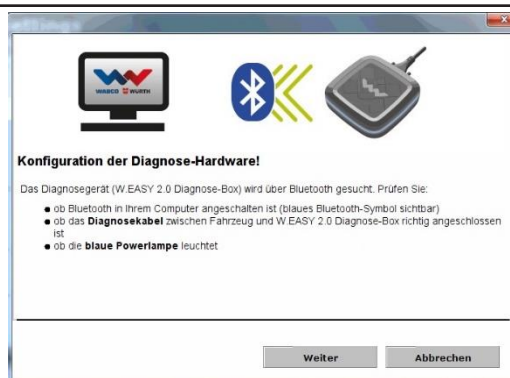 WABCO WURTH
Konfiguration der Diagnose-Hardware!
Das Diagnosegerät (W.EASY 2.0 Diagnose-Box) wird über Bluetooth gesucht. Prüfen Sie:
● ob Bluetooth in Ihrem Computer angeschalten ist (blaues Bluetooth-Symbol sichtbar)
● ob das Diagnosekabel zwischen Fahrzeug und W.EASY 2.0 Diagnose-Box richtig angeschlossen
ist
● ob die blaue Powerlampe leuchtet
Weiter Abbrechen